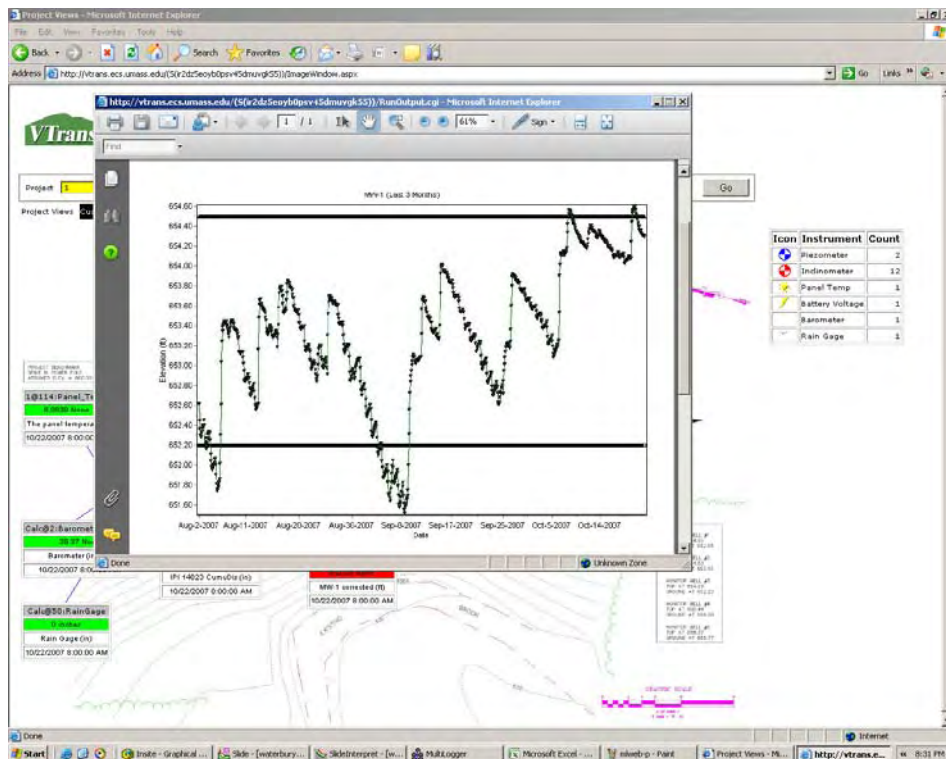 Project Views - Microsoft Internet Explorer
File Edit View Favorites Tools Help
Back Search Favorites
Address http://vtrans.ecs.umass.edu/(S(ir2dz5eoyb0psv45dmuvgk55))/ImageWindow.aspx Go Links
http://vtrans.ecs.umass.edu/(S(ir2dz5eoyb0psv45dmuvgk55))/RunOutput.cgi - Microsoft Internet Explorer
1 / 1 61% Sign
Find
VTrans
Project 1 Go
Project Views Cus
MW-1 (Last 3 Months)
654.60
654.40
654.20
654.00
653.80
653.60
653.40
653.20
653.00
652.80
652.60
652.40
652.20
652.00
651.80
651.60
Elevation (ft)
Aug-2-2007 Aug-11-2007 Aug-20-2007 Aug-30-2007 Sep-8-2007 Sep-17-2007 Sep-25-2007 Oct-5-2007 Oct-14-2007
Date
Done Unknown Zone
Icon Instrument Count
Piezometer 2
Inclinometer 12
Panel Temp 1
Battery Voltage 1
Barometer 1
Rain Gage 1
1@114:Panel_Te
The panel tempera
10/22/2007 8:00:00
Calc@2:Baromet
Barometer (in
10/22/2007 8:00:00
IPI 14023 CumuDis (in)
10/22/2007 8:00:00 AM
MW-1 corrected (ft)
10/22/2007 8:00:00 AM
Calc@50:RainGage
0 inches
Rain Gage (in)
10/22/2007 8:00:00 AM
EXISTING
BROOK
GRAPHIC SCALE
Done Internet
Start Insite - Graphical ... Slide - [waterbury... SlideInterpret - [w... MultiLogger Microsoft Excel - ... mlweb-p - Paint Project Views - Mi... http://vtrans.e... 8:31 PM